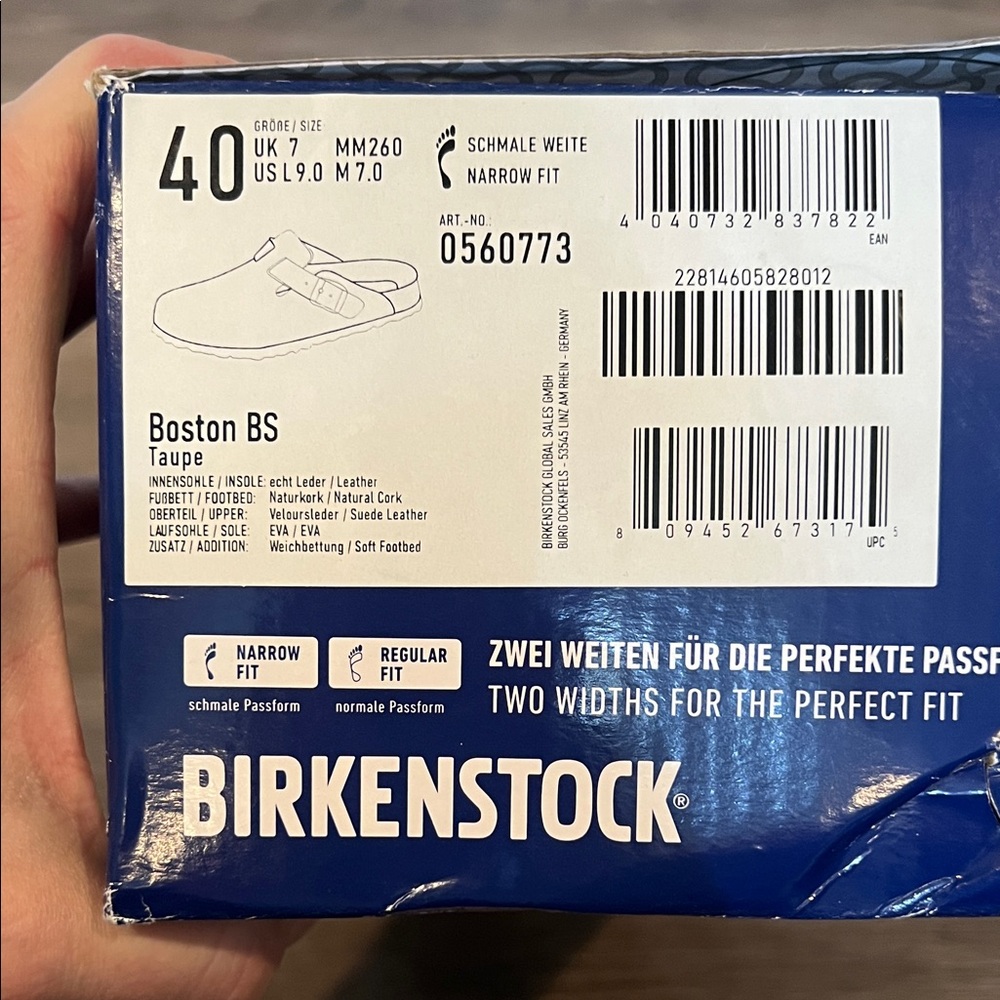 40
GRÖßE / SIZE
UK 7 MM260
US L 9.0 M 7.0
SCHMALE WEITE
NARROW FIT
ART.-NO.:
0560773
4 040732 837822
EAN
22814605828012
8 09452 67317 5
UPC
BIRKENSTOCK GLOBAL SALES GMBH
BURG OCKENFELS - 53545 LINZ AM RHEIN - GERMANY
Boston BS
Taupe
INNENSOHLE / INSOLE: echt Leder / Leather
FUßBETT / FOOTBED: Naturkork / Natural Cork
OBERTEIL / UPPER: Veloursleder / Suede Leather
LAUFSOHLE / SOLE: EVA / EVA
ZUSATZ / ADDITION: Weichbettung / Soft Footbed
NARROW
FIT
schmale Passform
REGULAR
FIT
normale Passform
ZWEI WEITEN FÜR DIE PERFEKTE PASSF
TWO WIDTHS FOR THE PERFECT FIT
BIRKENSTOCK®